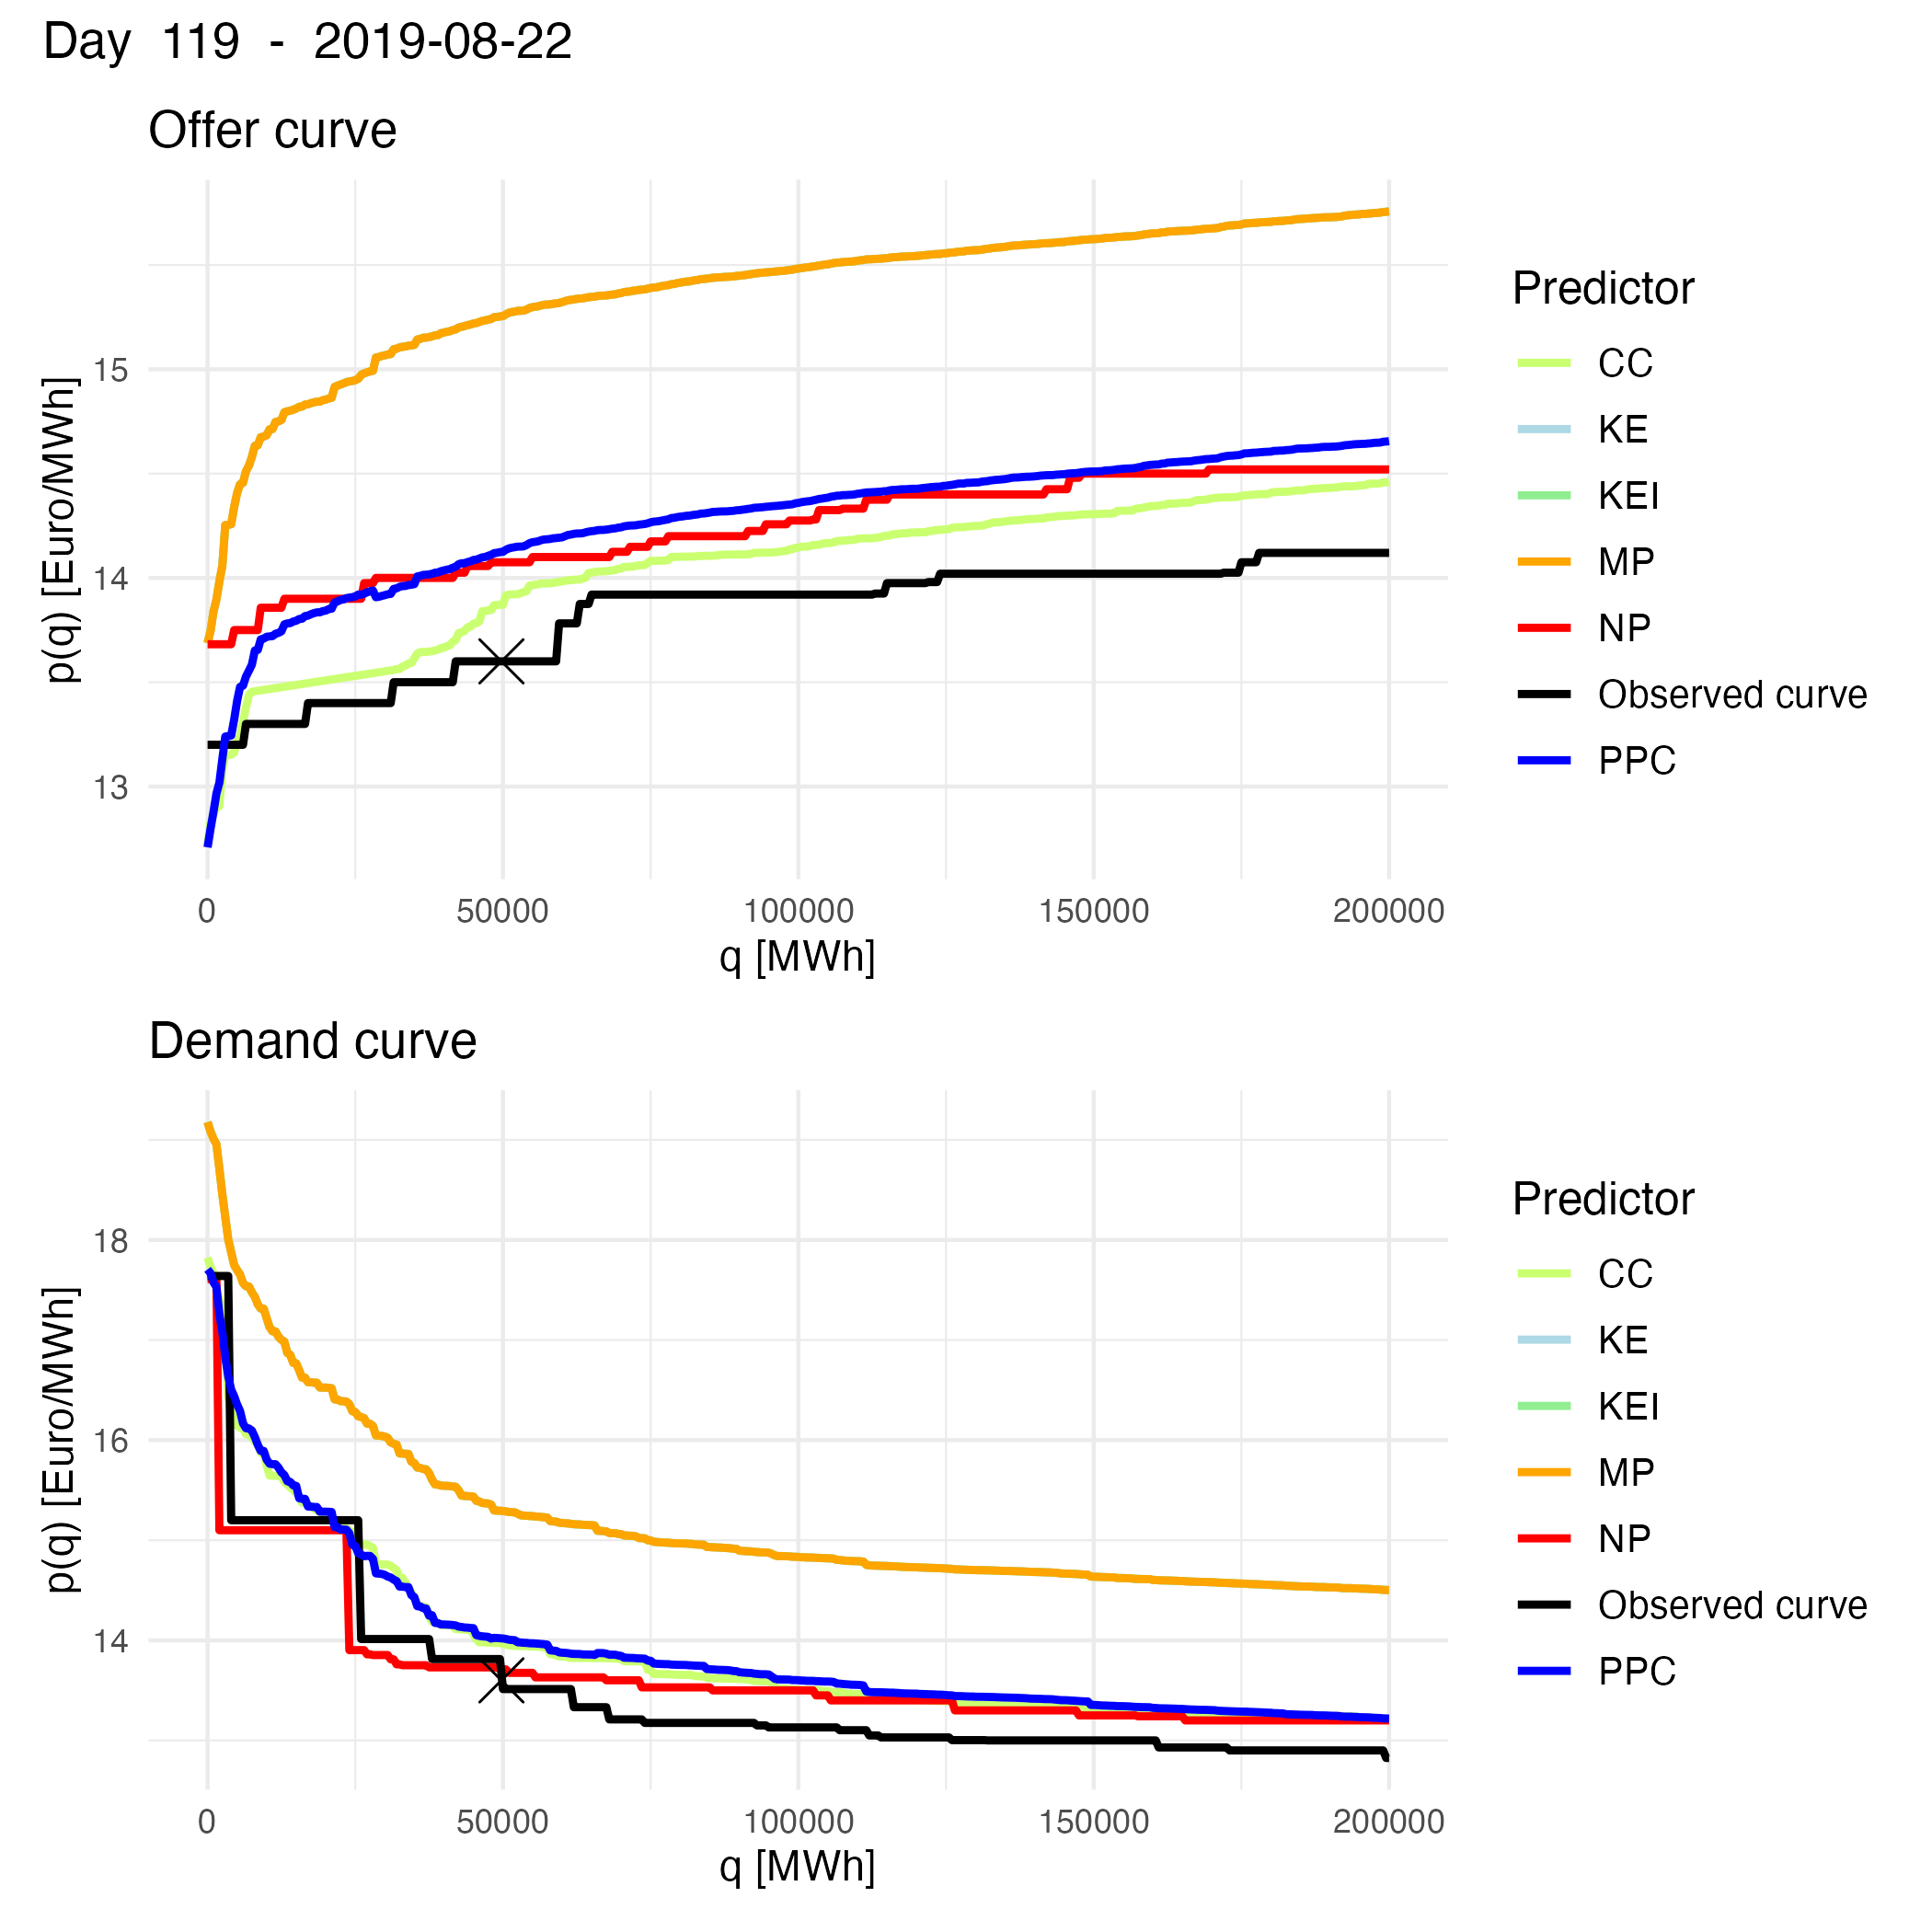 Day 119 - 2019-08-22
Offer curve
p(q) [Euro/MWh]
15
14
13
0 50000 100000 150000 200000
q [MWh]
Predictor
CC
KE
KEI
MP
NP
Observed curve
PPC
Demand curve
p(q) [Euro/MWh]
18
16
14
0 50000 100000 150000 200000
q [MWh]
Predictor
CC
KE
KEI
MP
NP
Observed curve
PPC